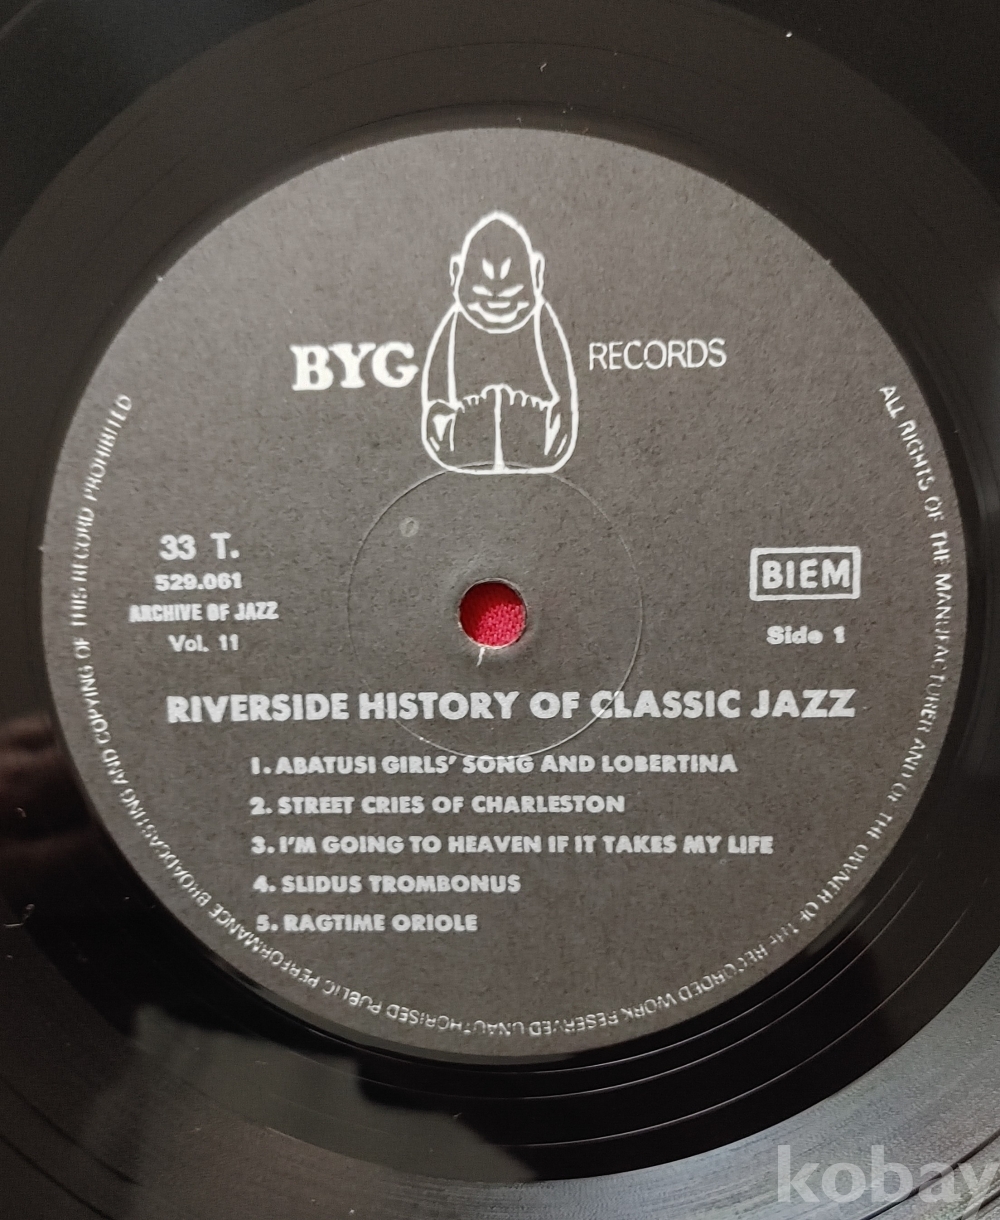 BYG
RECORDS
33 T.
529.061
ARCHIVE OF JAZZ
Vol. 11
BIEM
Side 1
RIVERSIDE HISTORY OF CLASSIC JAZZ
1. ABATUSI GIRLS' SONG AND LOBERTINA
2. STREET CRIES OF CHARLESTON
3. I'M GOING TO HEAVEN IF IT TAKES MY LIFE
4. SLIDUS TROMBONUS
5. RAGTIME ORIOLE
ALL RIGHTS OF THE MANUFACTURER AND OF THE OWNER OF THE RECORDED WORK RESERVED UNAUTHORISED PUBLIC PERFORMANCE BROADCASTING AND COPYING OF THIS RECORD PROHIBITED
kobay